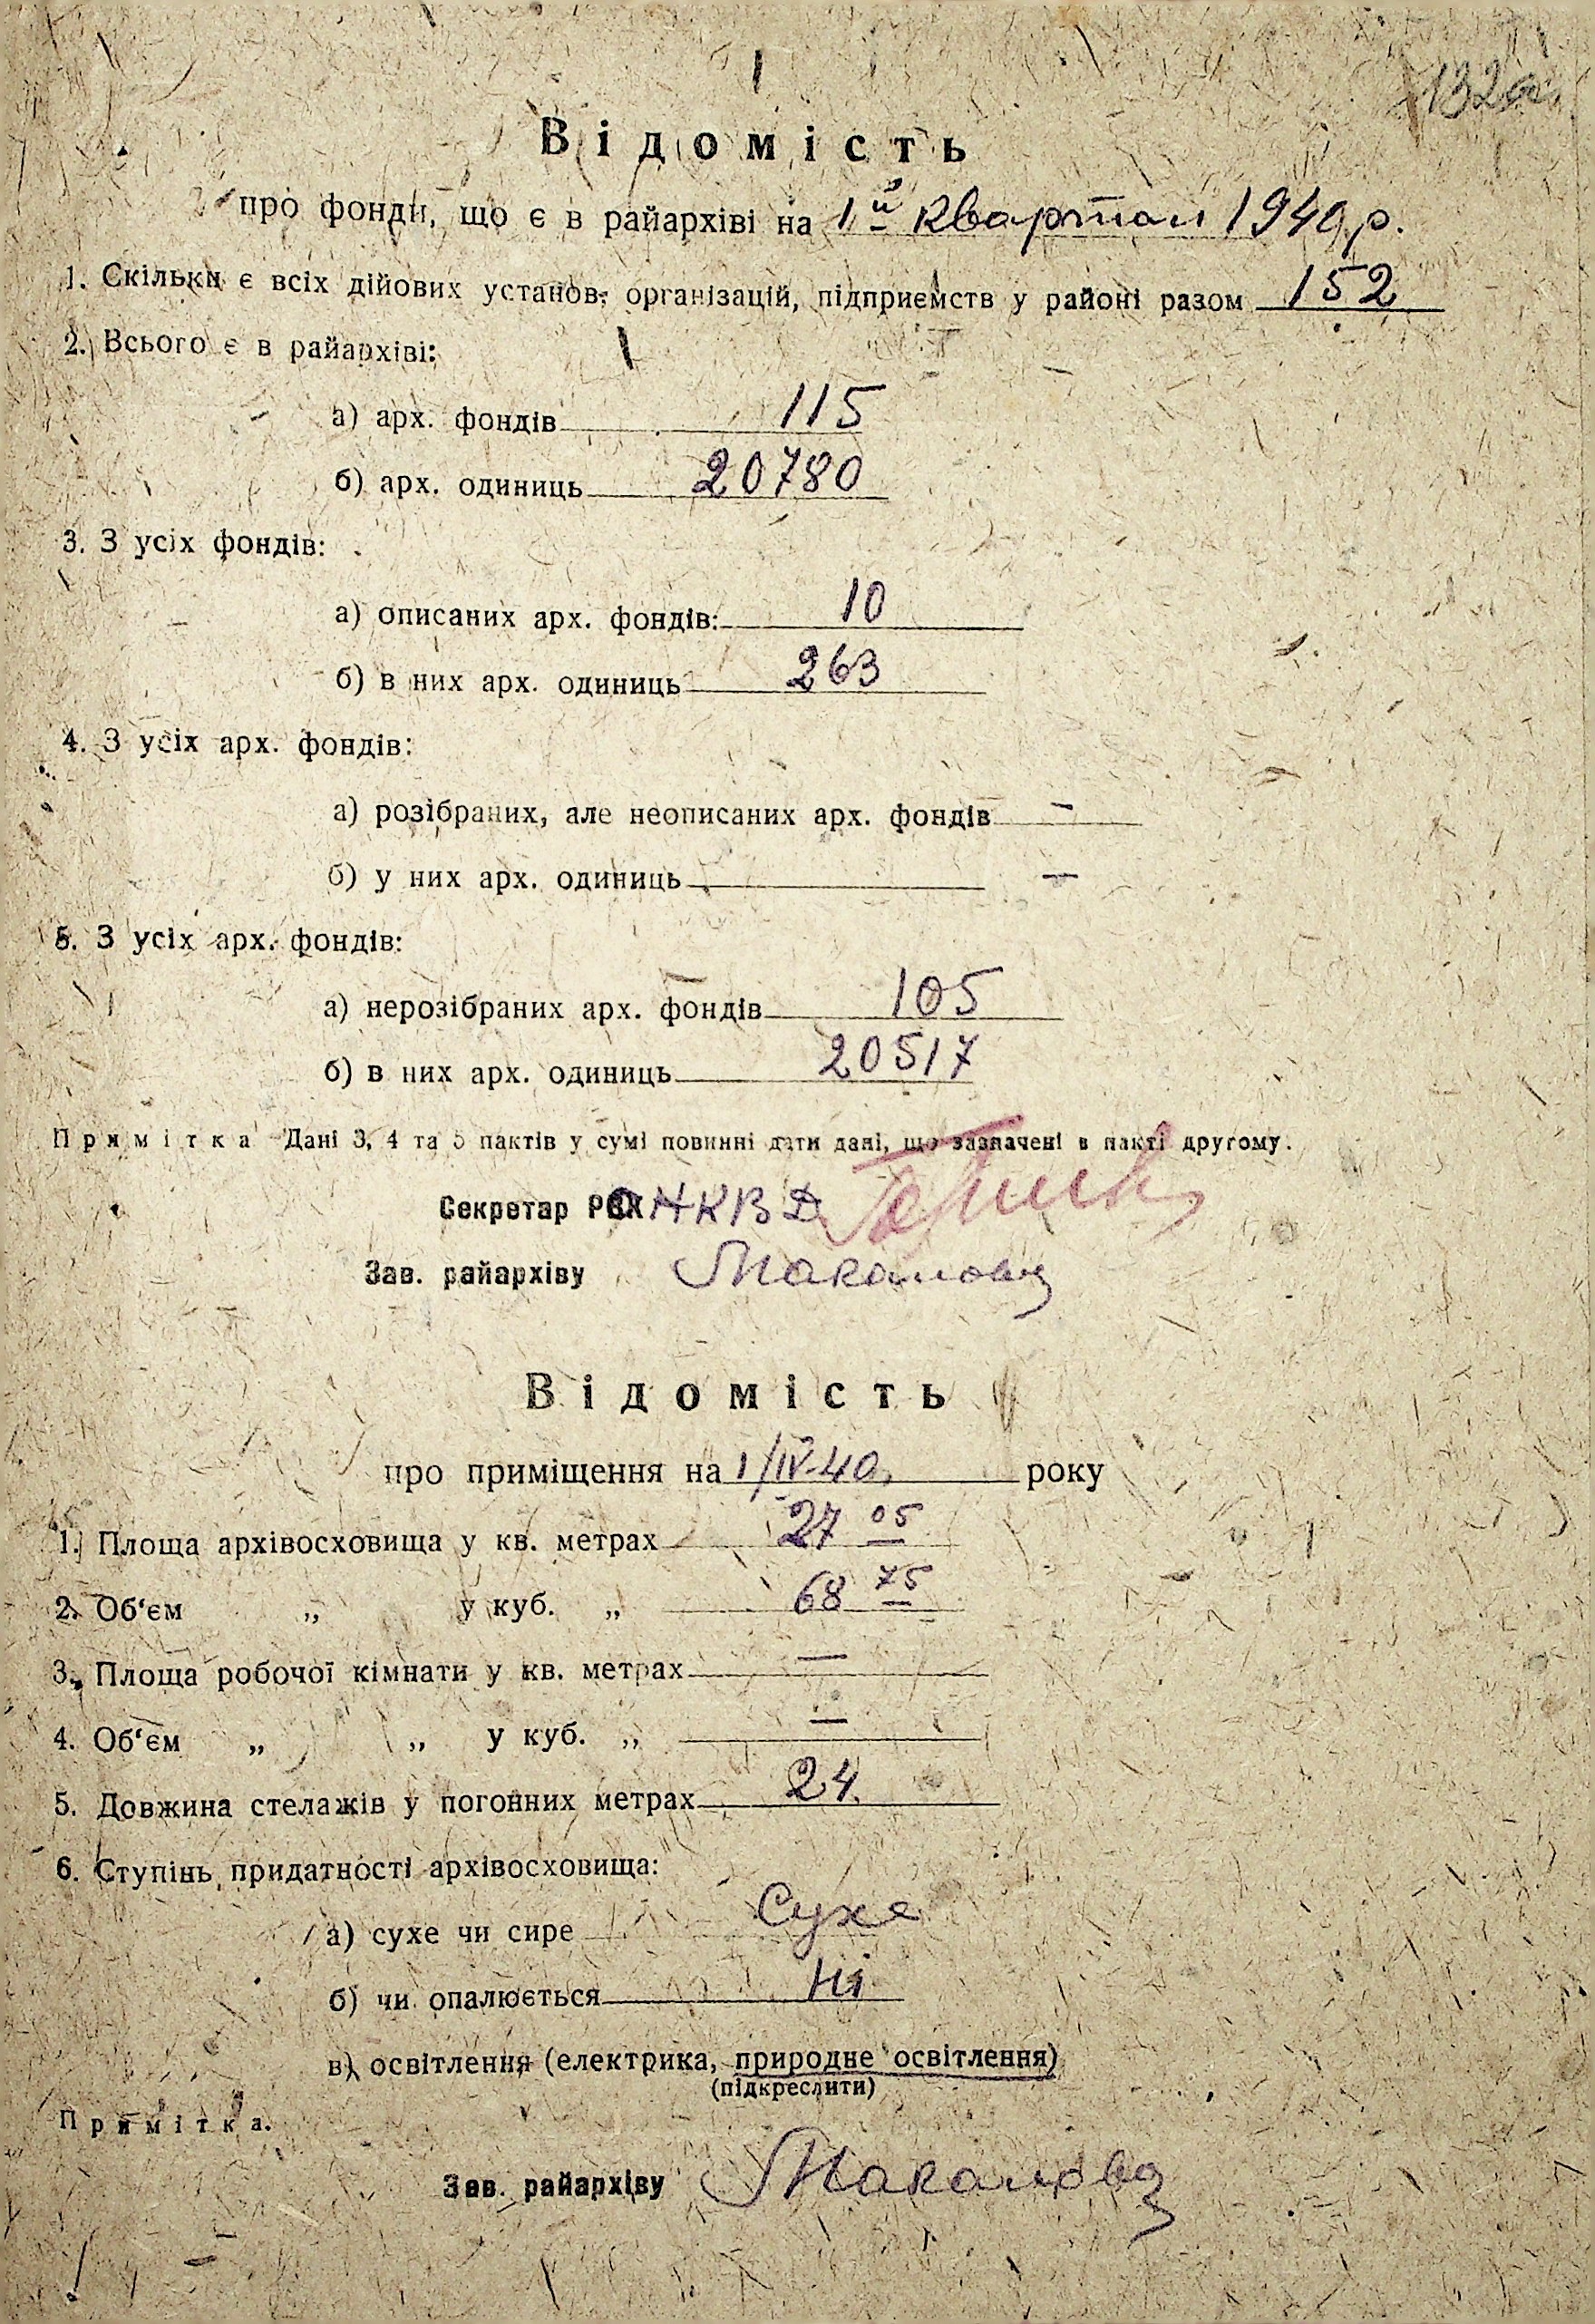 132а
Відомість
про фонди, що є в райархіві на 1й квартал 1940 р.
1. Скільки є всіх дійових установ, організацій, підприємств у районі разом 152
2. Всього є в райархіві:
а) арх. фондів 115
б) арх. одиниць 20780
3. З усіх фондів:
а) описаних арх. фондів: 10
б) в них арх. одиниць 263
4. З усіх арх. фондів:
а) розібраних, але неописаних арх. фондів —
б) у них арх. одиниць —
5. З усіх арх. фондів:
а) нерозібраних арх. фондів 105
б) в них арх. одиниць 20517
Примітка Дані 3, 4 та 5 пактів у сумі повинні дати дані, що зазначені в пакті другому.
Секретар НКВД
Зав. райархіву
Відомість
про приміщення на 1/IV-40 року
1. Площа архівосховища у кв. метрах 27 05
2. Об'єм „ у куб. „ 68 75
3. Площа робочої кімнати у кв. метрах —
4. Об'єм „ „ у куб. „ —
5. Довжина стелажів у погонних метрах 24
6. Ступінь придатності архівосховища:
а) сухе чи сире Сухе
б) чи опалюється Ні
в) освітлення (електрика, природне освітлення)
(підкреслити)
Примітка.
Зав. райархіву